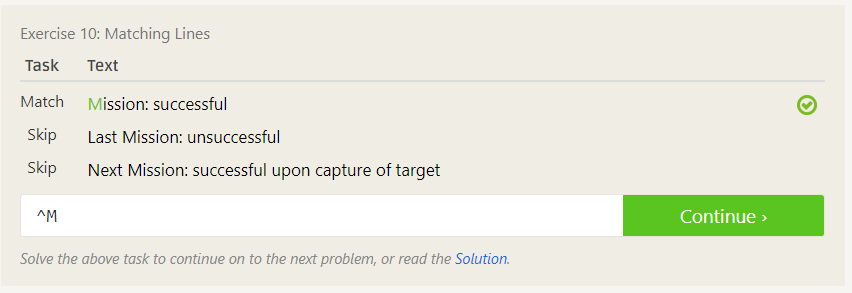 Exercise 10: Matching Lines
Task Text
Match Mission: successful
Skip Last Mission: unsuccessful
Skip Next Mission: successful upon capture of target
^M Continue ›
Solve the above task to continue on to the next problem, or read the Solution.